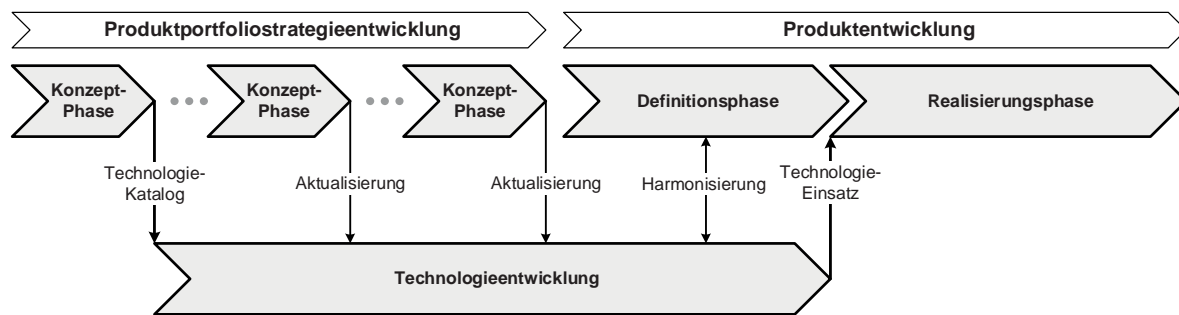 Produktportfoliostrategieentwicklung
Produktentwicklung
Konzept-
Phase
Konzept-
Phase
Konzept-
Phase
Definitionsphase
Realisierungsphase
Technologie-
Katalog
Aktualisierung
Aktualisierung
Harmonisierung
Technologie-
Einsatz
Technologieentwicklung